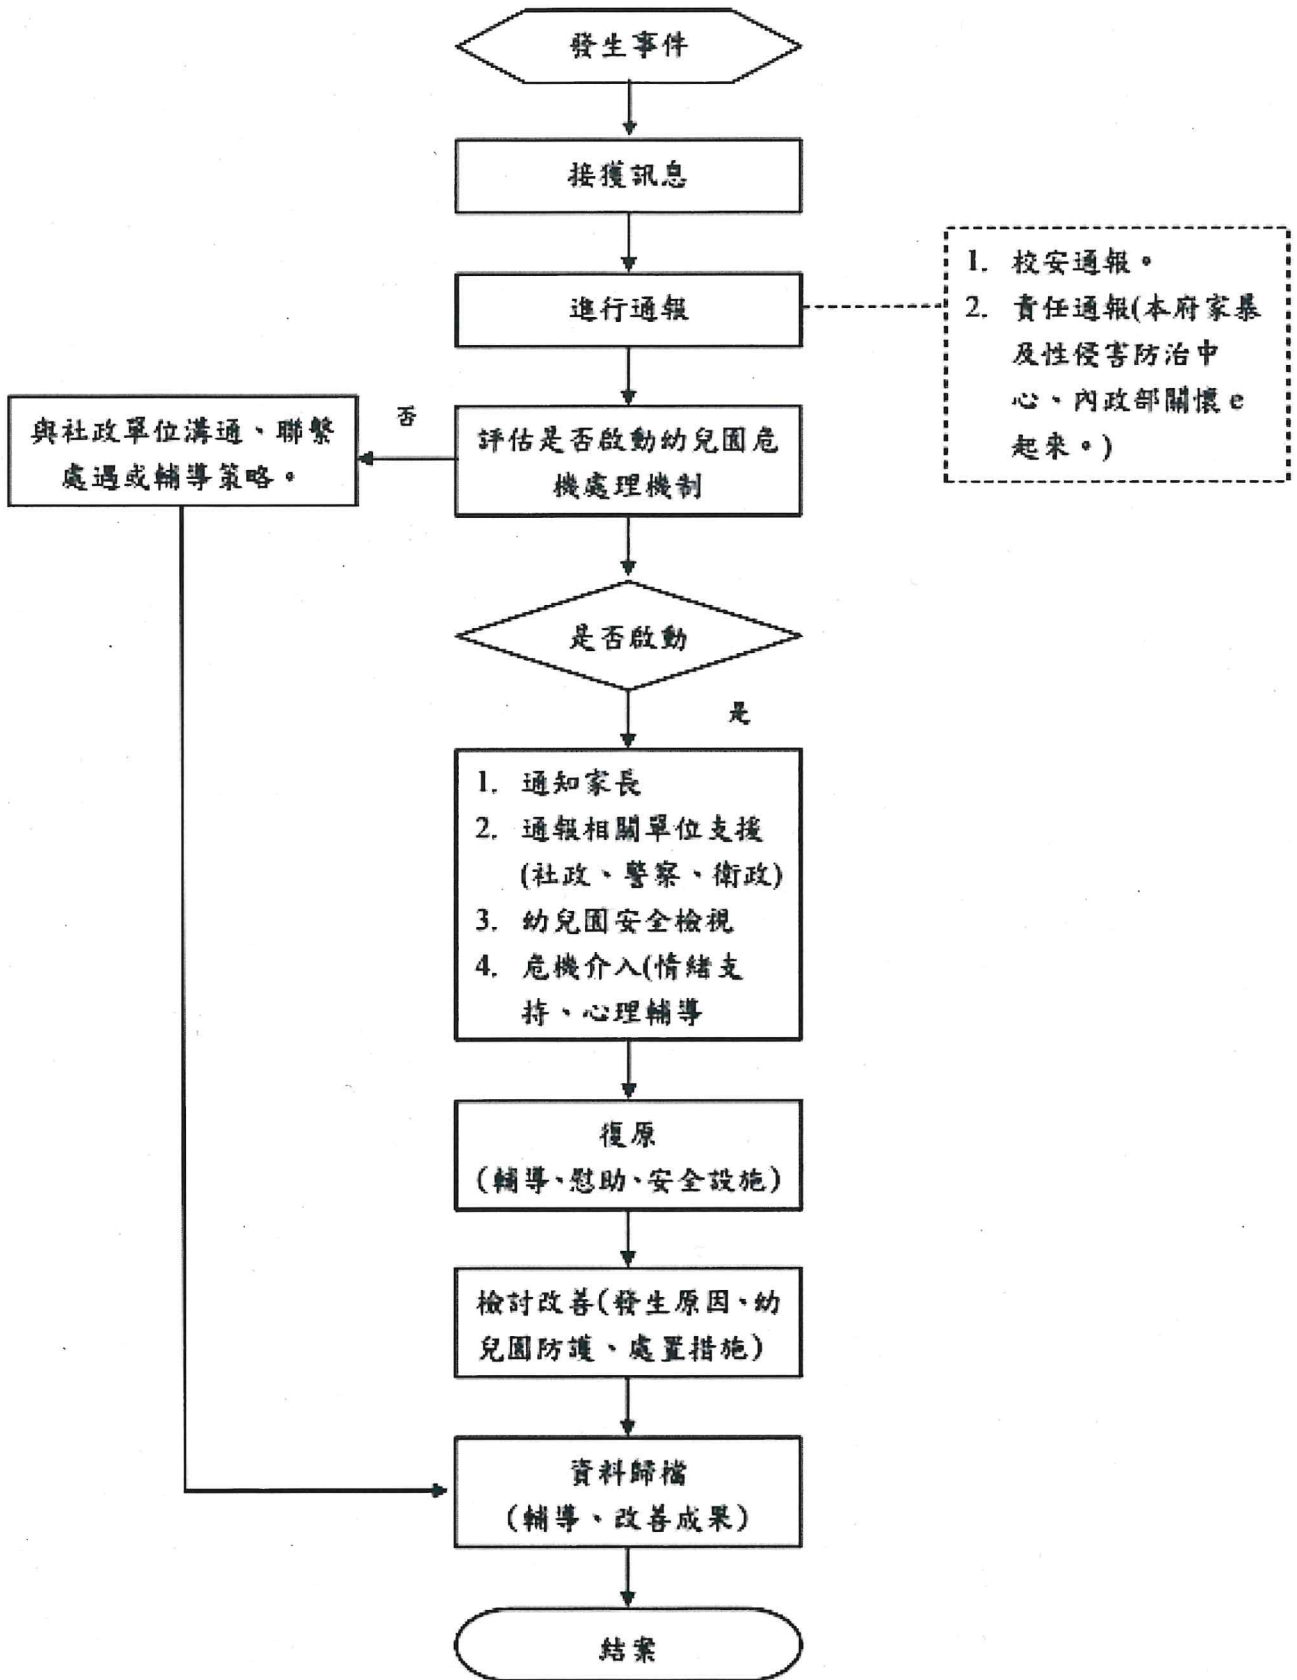 發生事件
接獲訊息
進行通報
1. 校安通報。
2. 責任通報(本府家暴
及性侵害防治中
心、內政部關懷 e
起來。)
否
與社政單位溝通、聯繫
處遇或輔導策略。
評估是否啟動幼兒園危
機處理機制
是否啟動
是
1. 通知家長
2. 通報相關單位支援
(社政、警察、衛政)
3. 幼兒園安全檢視
4. 危機介入(情緒支
持、心理輔導
復原
(輔導、慰助、安全設施)
檢討改善(發生原因、幼
兒園防護、處置措施)
資料歸檔
(輔導、改善成果)
結案